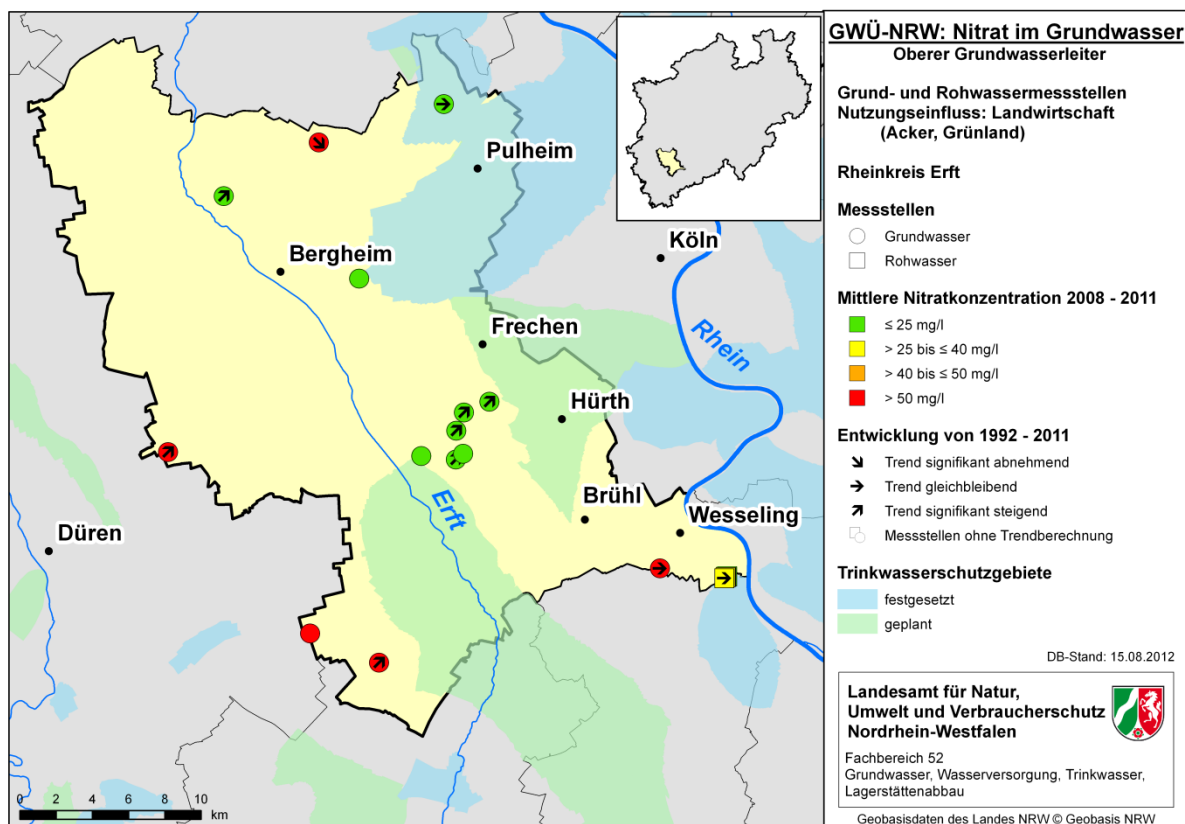 Pulheim
Bergheim
Köln
Frechen
Rhein
Hürth
Erft
Brühl
Wesseling
Düren
0 2 4 6 8 10
km
GWÜ-NRW: Nitrat im Grundwasser
Oberer Grundwasserleiter
Grund- und Rohwassermessstellen
Nutzungseinfluss: Landwirtschaft
(Acker, Grünland)
Rheinkreis Erft
Messstellen
Grundwasser
Rohwasser
Mittlere Nitratkonzentration 2008 - 2011
≤ 25 mg/l
> 25 bis ≤ 40 mg/l
> 40 bis ≤ 50 mg/l
> 50 mg/l
Entwicklung von 1992 - 2011
Trend signifikant abnehmend
Trend gleichbleibend
Trend signifikant steigend
Messstellen ohne Trendberechnung
Trinkwasserschutzgebiete
festgesetzt
geplant
DB-Stand: 15.08.2012
Landesamt für Natur,
Umwelt und Verbraucherschutz
Nordrhein-Westfalen
Fachbereich 52
Grundwasser, Wasserversorgung, Trinkwasser,
Lagerstättenabbau
Geobasisdaten des Landes NRW © Geobasis NRW